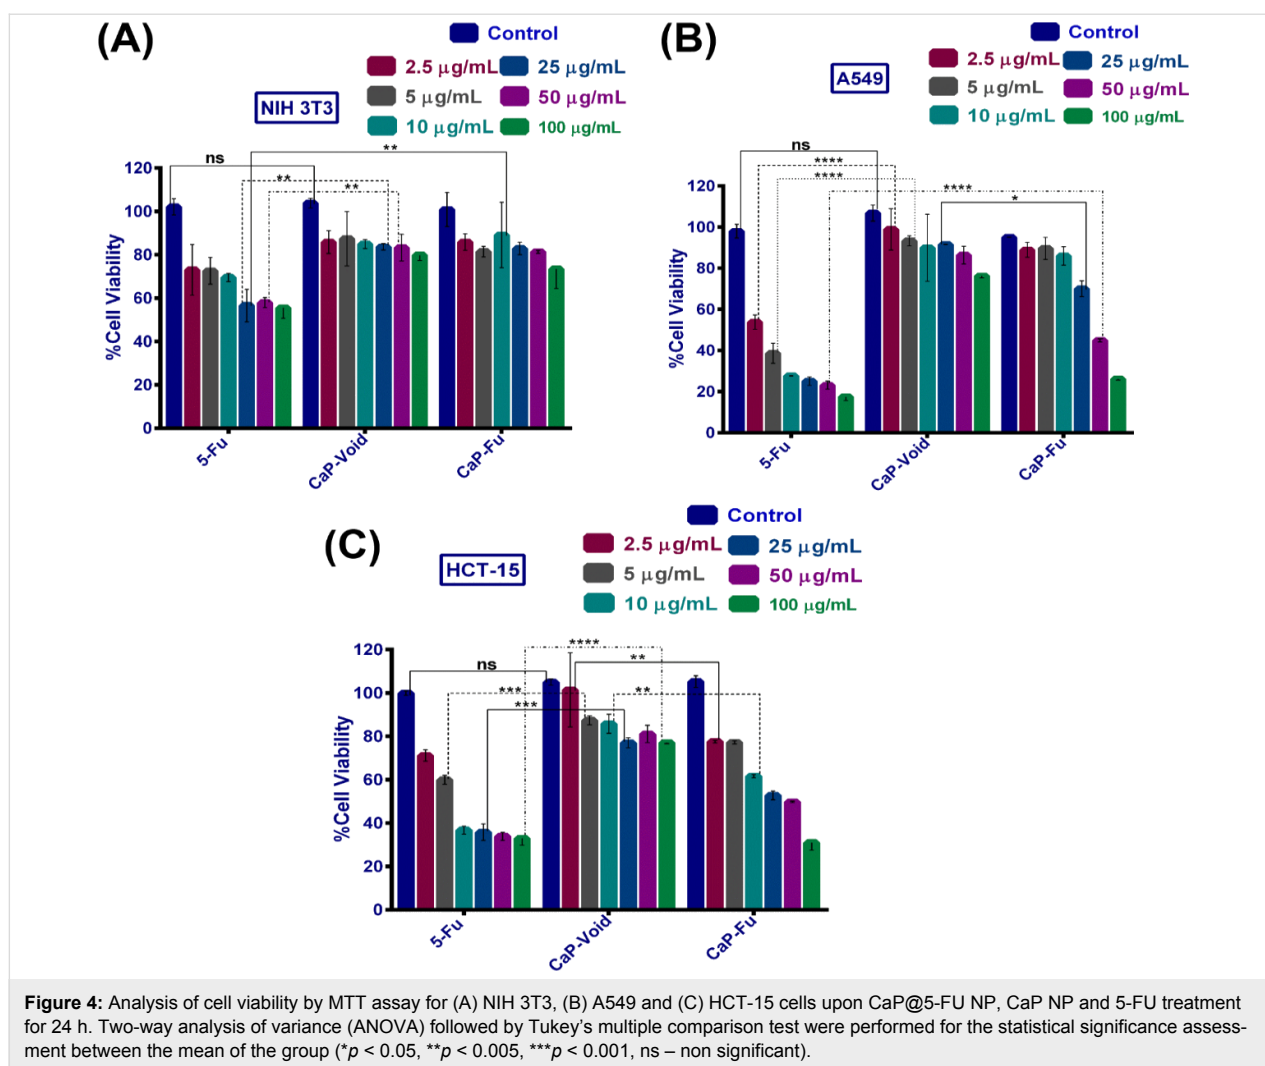 (A)
Control
2.5 μg/mL 25 μg/mL
5 μg/mL 50 μg/mL
10 μg/mL 100 μg/mL
NIH 3T3
ns
**
**
**
120
100
80
60
40
20
0
%Cell Viability
5-Fu
CaP-Void
CaP-Fu
(B)
Control
2.5 μg/mL 25 μg/mL
5 μg/mL 50 μg/mL
10 μg/mL 100 μg/mL
A549
ns
****
****
****
*
120
100
80
60
40
20
0
%Cell Viability
5-Fu
CaP-Void
CaP-Fu
(C)
Control
2.5 μg/mL 25 μg/mL
5 μg/mL 50 μg/mL
10 μg/mL 100 μg/mL
HCT-15
****
ns
**
***
**
***
120
100
80
60
40
20
0
%Cell Viability
5-Fu
CaP-Void
CaP-Fu
Figure 4: Analysis of cell viability by MTT assay for (A) NIH 3T3, (B) A549 and (C) HCT-15 cells upon CaP@5-FU NP, CaP NP and 5-FU treatment
for 24 h. Two-way analysis of variance (ANOVA) followed by Tukey's multiple comparison test were performed for the statistical significance assess-
ment between the mean of the group (*p < 0.05, **p < 0.005, ***p < 0.001, ns – non significant).